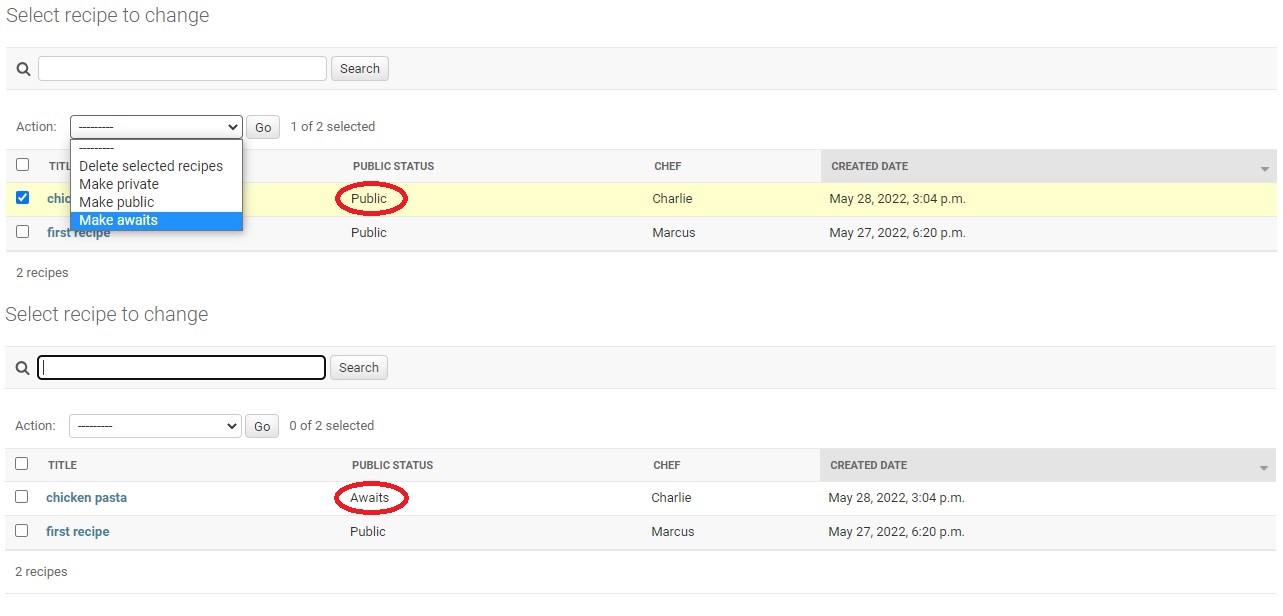 Select recipe to change
Search
Action: --------- Go 1 of 2 selected
---------
Delete selected recipes
Make private
Make public
Make awaits
PUBLIC STATUS CHEF CREATED DATE
Public Charlie May 28, 2022, 3:04 p.m.
first recipe Public Marcus May 27, 2022, 6:20 p.m.
2 recipes
Select recipe to change
Search
Action: --------- Go 0 of 2 selected
TITLE PUBLIC STATUS CHEF CREATED DATE
chicken pasta Awaits Charlie May 28, 2022, 3:04 p.m.
first recipe Public Marcus May 27, 2022, 6:20 p.m.
2 recipes